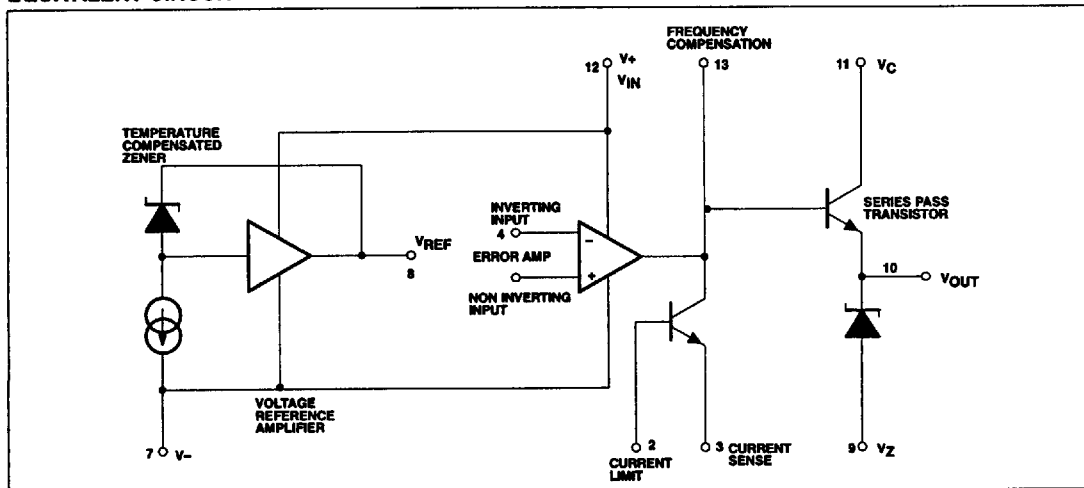 FREQUENCY
COMPENSATION
12
V+
VIN
13
11
VC
TEMPERATURE
COMPENSATED
ZENER
SERIES PASS
TRANSISTOR
INVERTING
INPUT
4
−
VREF
8
ERROR AMP
+
NON INVERTING
INPUT
10
VOUT
VOLTAGE
REFERENCE
AMPLIFIER
7
V–
2
CURRENT
LIMIT
3
CURRENT
SENSE
9
VZ